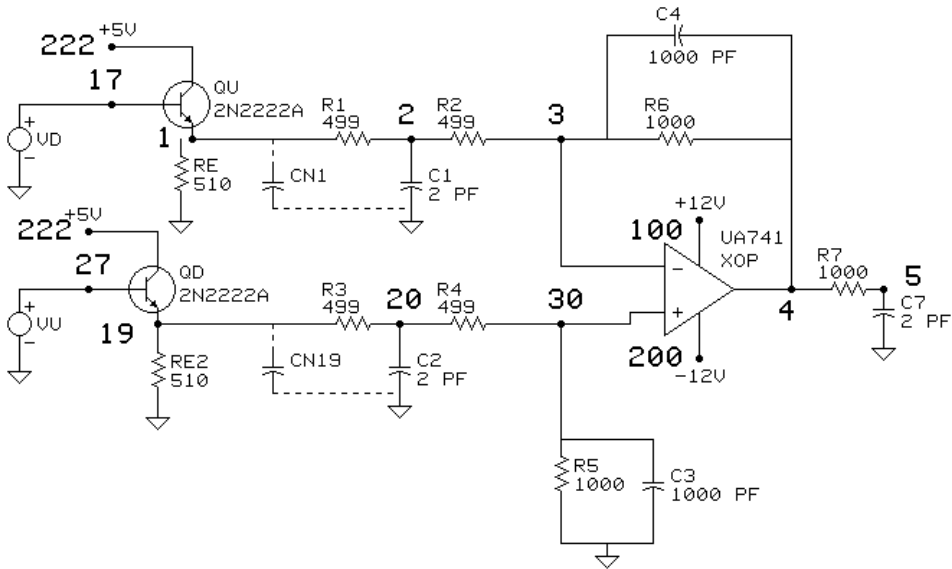 C4
1000 PF
222
+5V
17
QU
2N2222A
+
VD
−
1
R1
499
2
R2
499
3
R6
1000
RE
510
CN1
C1
2 PF
222
+5V
27
QD
2N2222A
+
VU
−
19
R3
499
20
R4
499
30
100
+12V
UA741
XOP
−
+
200
−12V
4
R7
1000
5
C7
2 PF
RE2
510
CN19
C2
2 PF
R5
1000
C3
1000 PF